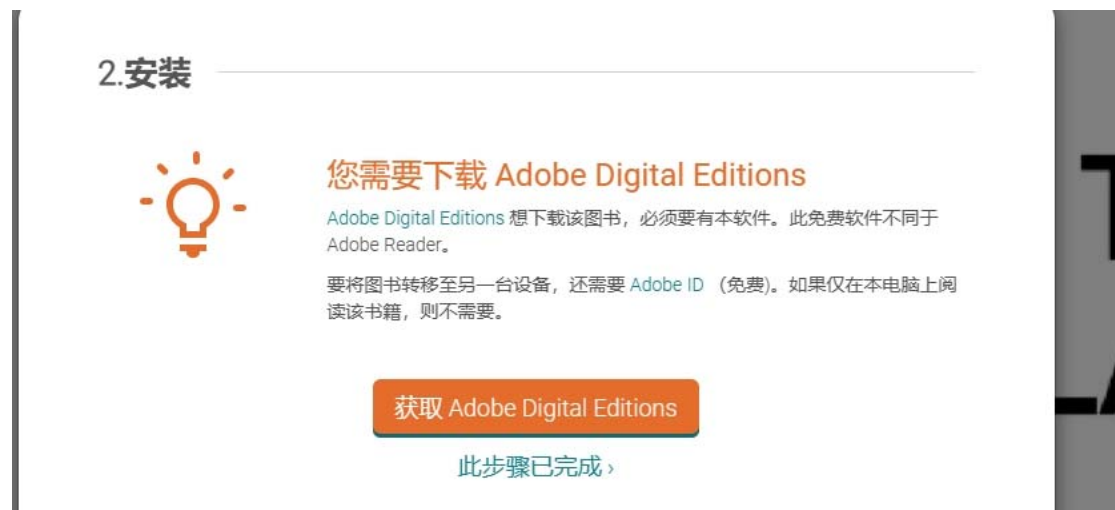 2.安装
您需要下载 Adobe Digital Editions
Adobe Digital Editions 想下载该图书，必须要有本软件。此免费软件不同于
Adobe Reader。
要将图书转移至另一台设备，还需要 Adobe ID （免费)。如果仅在本电脑上阅
读该书籍，则不需要。
获取 Adobe Digital Editions
此步骤已完成 ›